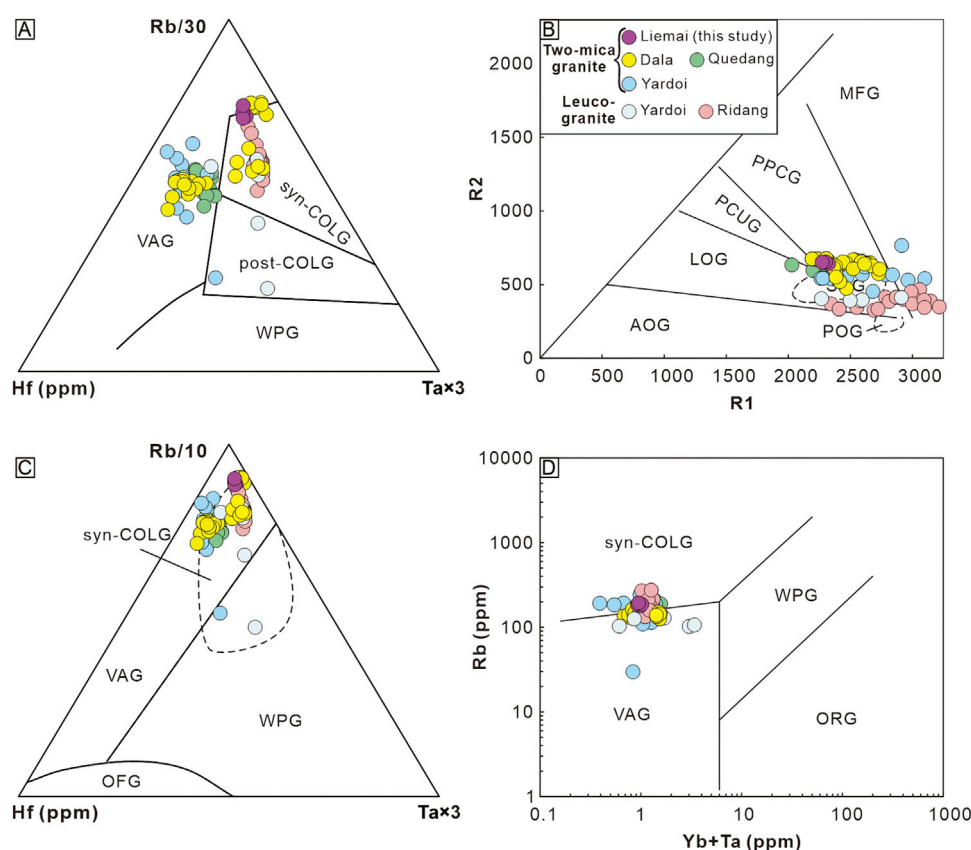 A
Rb/30
VAG
syn-COLG
post-COLG
WPG
Hf (ppm)
Ta×3
B
R2
2000
1500
1000
500
0
Two-mica
granite
Liemai (this study)
Dala
Quedang
Yardoi
Leuco-
granite
Yardoi
Ridang
MFG
PPCG
PCUG
LOG
AOG
POG
0
500
1000
1500
2000
2500
3000
R1
C
Rb/10
syn-COLG
VAG
WPG
OFG
Hf (ppm)
Ta×3
D
Rb (ppm)
10000
1000
100
10
1
syn-COLG
WPG
VAG
ORG
0.1
1
10
100
1000
Yb+Ta (ppm)